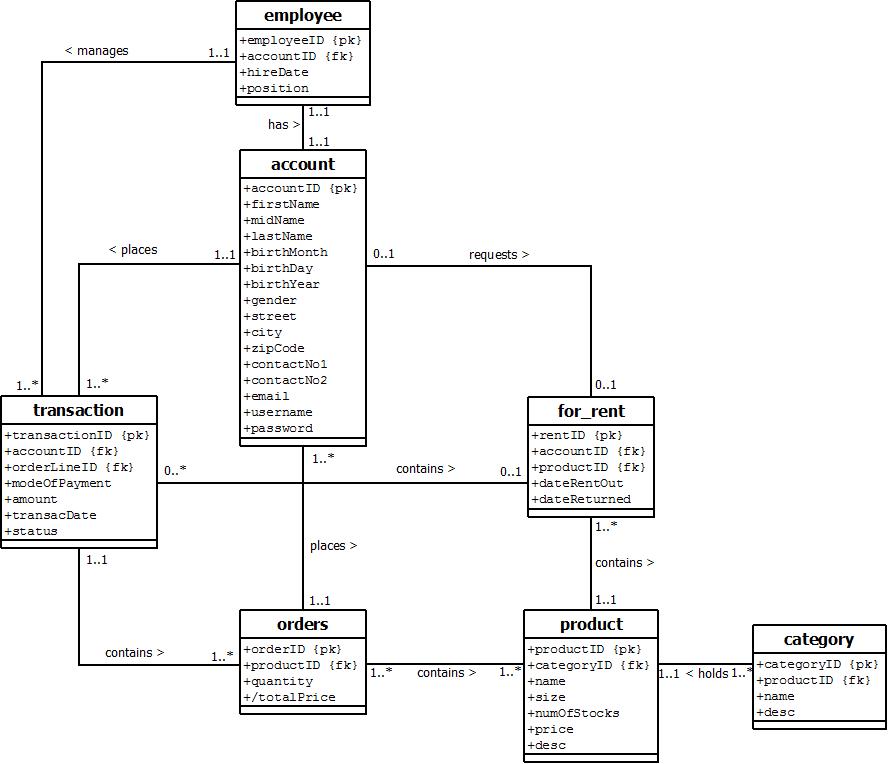 employee
+employeeID {pk}
+accountID {fk}
+hireDate
+position
< manages
1..1
1..1
has >
1..1
account
+accountID {pk}
+firstName
+midName
+lastName
+birthMonth
+birthDay
+birthYear
+gender
+street
+city
+zipCode
+contactNo1
+contactNo2
+email
+username
+password
< places
1..1
0..1
requests >
1..*
1..*
0..1
transaction
+transactionID {pk}
+accountID {fk}
+orderLineID {fk}
+modeOfPayment
+amount
+transacDate
+status
for_rent
+rentID {pk}
+accountID {fk}
+productID {fk}
+dateRentOut
+dateReturned
1..*
0..*
contains >
0..1
1..*
1..1
places >
contains >
1..1
1..1
contains >
1..*
orders
+orderID {pk}
+productID {fk}
+quantity
+/totalPrice
1..*
contains >
1..*
product
+productID {pk}
+categoryID {fk}
+name
+size
+numOfStocks
+price
+desc
1..1
< holds
1..*
category
+categoryID {pk}
+productID {fk}
+name
+desc